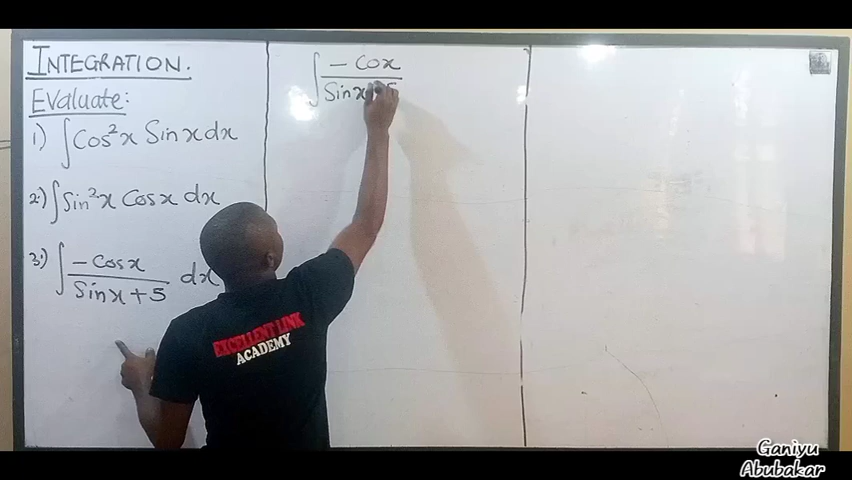 INTEGRATION.
Evaluate:
1) ∫Cos²x Sinx dx
2.) ∫Sin²x Cosx dx
3.) ∫ -Cosx
Sinx + 5 dx
∫ -Cox
Sinx+5
EXCELLENT LINK
ACADEMY
Ganiyu
Abubakar